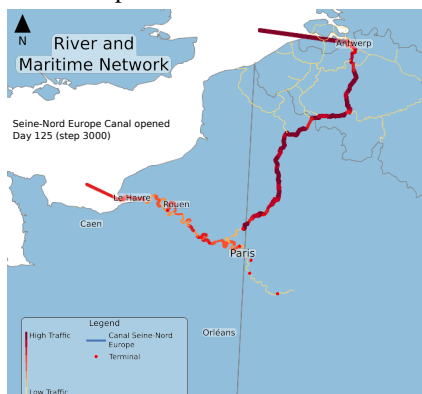 N
River and
Maritime Network
Antwerp
Seine-Nord Europe Canal opened
Day 125 (step 3000)
Le Havre
Rouen
Caen
Paris
Orléans
Legend
High Traffic
Canal Seine-Nord
Europe
Terminal
Low Traffic